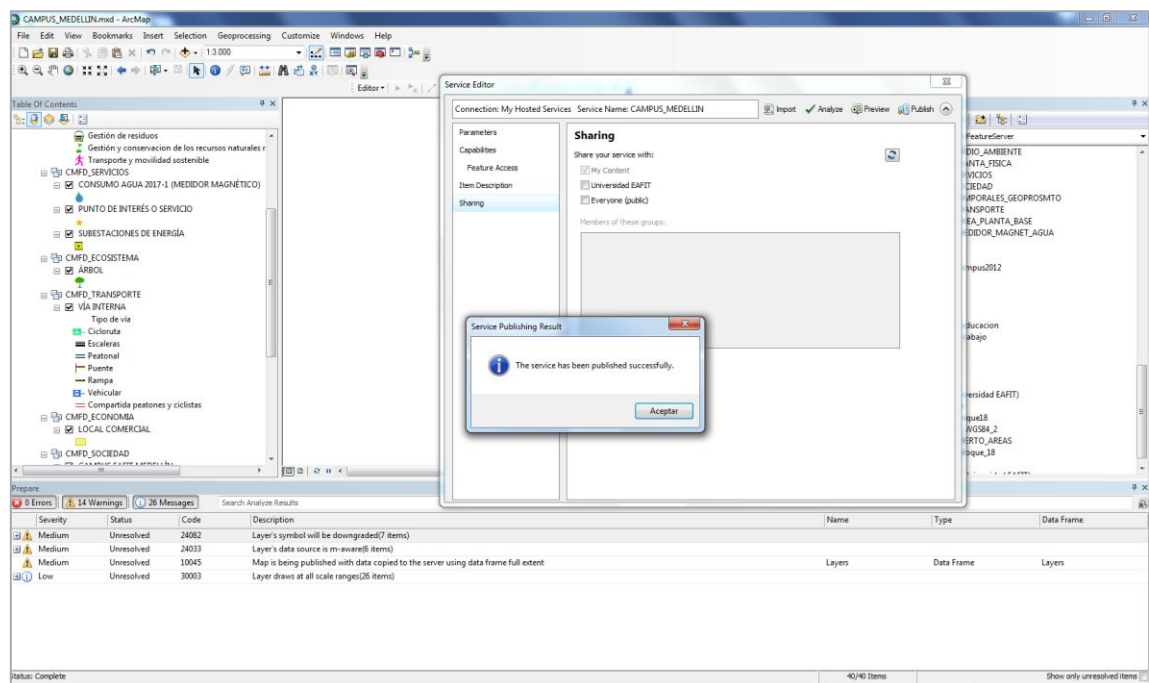 CAMPUS_MEDELLIN.mxd - ArcMap
File Edit View Bookmarks Insert Selection Geoprocessing Customize Windows Help
1:3.000
Editor
Table Of Contents
Gestión de residuos
Gestión y conservacion de los recursos naturales r
Transporte y movilidad sostenible
CMFD_SERVICIOS
CONSUMO AGUA 2017-1 (MEDIDOR MAGNÉTICO)
PUNTO DE INTERÉS O SERVICIO
SUBESTACIONES DE ENERGÍA
CMFD_ECOSISTEMA
ÁRBOL
CMFD_TRANSPORTE
VÍA INTERNA
Tipo de vía
Cicloruta
Escaleras
Peatonal
Puente
Rampa
Vehicular
Compartida peatones y ciclistas
CMFD_ECONOMIA
LOCAL COMERCIAL
CMFD_SOCIEDAD
Service Editor
Connection: My Hosted Services Service Name: CAMPUS_MEDELLIN
Import Analyze Preview Publish
Parameters
Capabilities
Feature Access
Item Description
Sharing
Sharing
Share your service with:
My Content
Universidad EAFIT
Everyone (public)
Members of these groups:
Service Publishing Result
The service has been published successfully.
Aceptar
FeatureServer
DIO_AMBIENTE
NTA_FISICA
VICIOS
CIEDAD
MPORALES_GEOPROSMTO
ANSPORTE
EA_PLANTA_BASE
EDIDOR_MAGNET_AGUA
mpus2012
ducacion
abajo
versidad EAFIT)
que18
WGS84_2
ERTO_AREAS
oque_18
Prepare
0 Errors 14 Warnings 26 Messages Search Analyze Results
Severity Status Code Description Name Type Data Frame
Medium Unresolved 24082 Layer's symbol will be downgraded(7 items)
Medium Unresolved 24033 Layer's data source is m-aware(6 items)
Medium Unresolved 10045 Map is being published with data copied to the server using data frame full extent Layers Data Frame Layers
Low Unresolved 30003 Layer draws at all scale ranges(26 items)
Status: Complete 40/40 Items Show only unresolved items